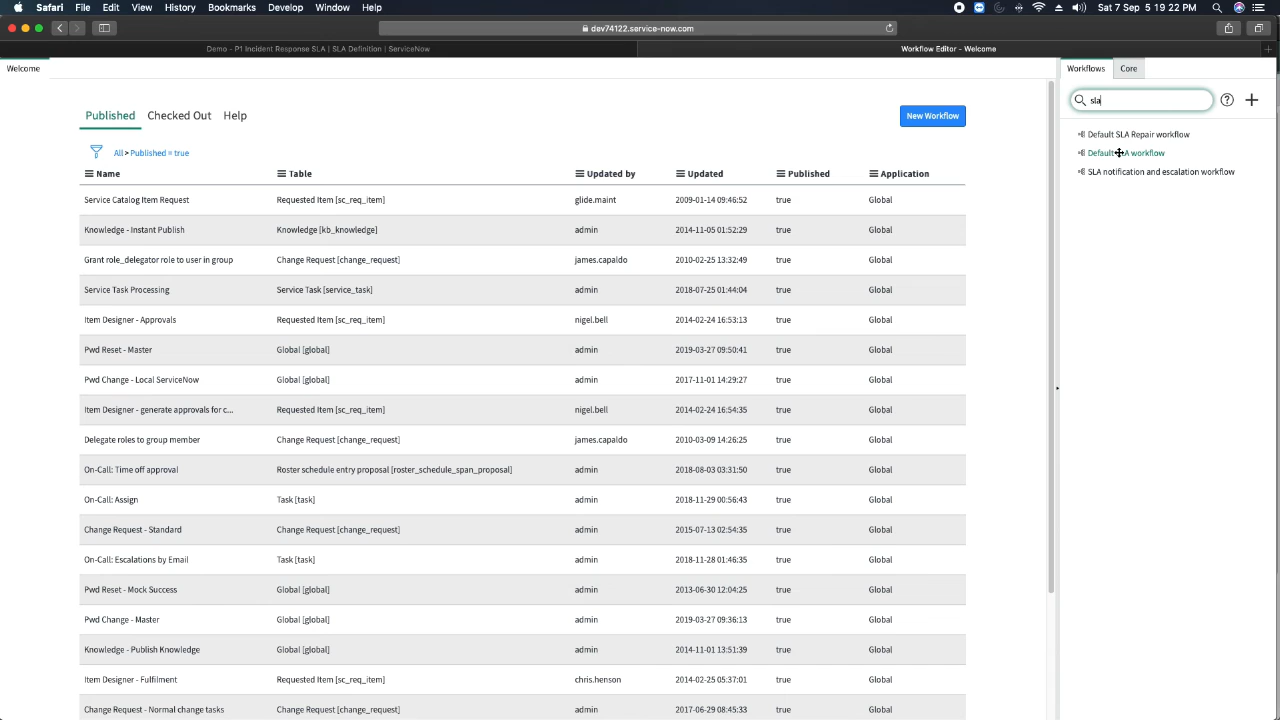 Safari File Edit View History Bookmarks Develop Window Help Sat 7 Sep 5 19 22 PM
dev74122.service-now.com
Demo - P1 Incident Response SLA | SLA Definition | ServiceNow
Workflow Editor - Welcome
Welcome
Workflows Core
sla
Published Checked Out Help
New Workflow
All > Published = true
Name Table Updated by Updated Published Application
Service Catalog Item Request Requested Item [sc_req_item] glide.maint 2009-01-14 09:46:52 true Global
Knowledge - Instant Publish Knowledge [kb_knowledge] admin 2014-11-05 01:52:29 true Global
Grant role_delegator role to user in group Change Request [change_request] james.capaldo 2010-02-25 13:32:49 true Global
Service Task Processing Service Task [service_task] admin 2018-07-25 01:44:04 true Global
Item Designer - Approvals Requested Item [sc_req_item] nigel.bell 2014-02-24 16:53:13 true Global
Pwd Reset - Master Global [global] admin 2019-03-27 09:50:41 true Global
Pwd Change - Local ServiceNow Global [global] admin 2017-11-01 14:29:27 true Global
Item Designer - generate approvals for c... Requested Item [sc_req_item] nigel.bell 2014-02-24 16:54:35 true Global
Delegate roles to group member Change Request [change_request] james.capaldo 2010-03-09 14:26:25 true Global
On-Call: Time off approval Roster schedule entry proposal [roster_schedule_span_proposal] admin 2018-08-03 03:31:50 true Global
On-Call: Assign Task [task] admin 2018-11-29 00:56:43 true Global
Change Request - Standard Change Request [change_request] admin 2015-07-13 02:54:35 true Global
On-Call: Escalations by Email Task [task] admin 2018-11-28 01:46:35 true Global
Pwd Reset - Mock Success Global [global] admin 2013-06-30 12:04:25 true Global
Pwd Change - Master Global [global] admin 2019-03-27 09:36:13 true Global
Knowledge - Publish Knowledge Global [global] admin 2014-11-01 13:51:39 true Global
Item Designer - Fulfilment Requested Item [sc_req_item] chris.henson 2014-02-25 05:37:01 true Global
Change Request - Normal change tasks Change Request [change_request] admin 2017-06-29 08:45:33 true Global
Default SLA Repair workflow
Default A workflow
SLA notification and escalation workflow